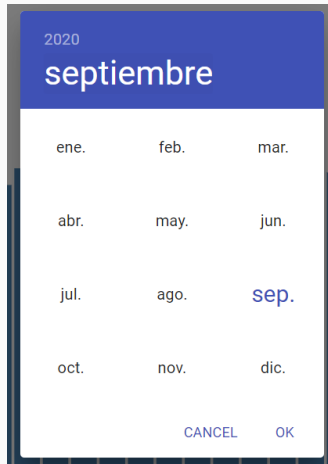 2020
septiembre
ene. feb. mar.
abr. may. jun.
jul. ago. sep.
oct. nov. dic.
CANCEL OK